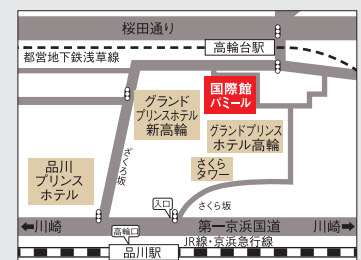 桜田通り
高輪台駅
都営地下鉄浅草線
国際館
パミール
グランド
プリンスホテル
新高輪
グランドプリンス
ホテル高輪
さくら
タワー
ざくろ坂
品川
プリンス
ホテル
さくら坂
入口
←川崎
第一京浜国道
川崎→
高輪口
JR線・京浜急行線
品川駅